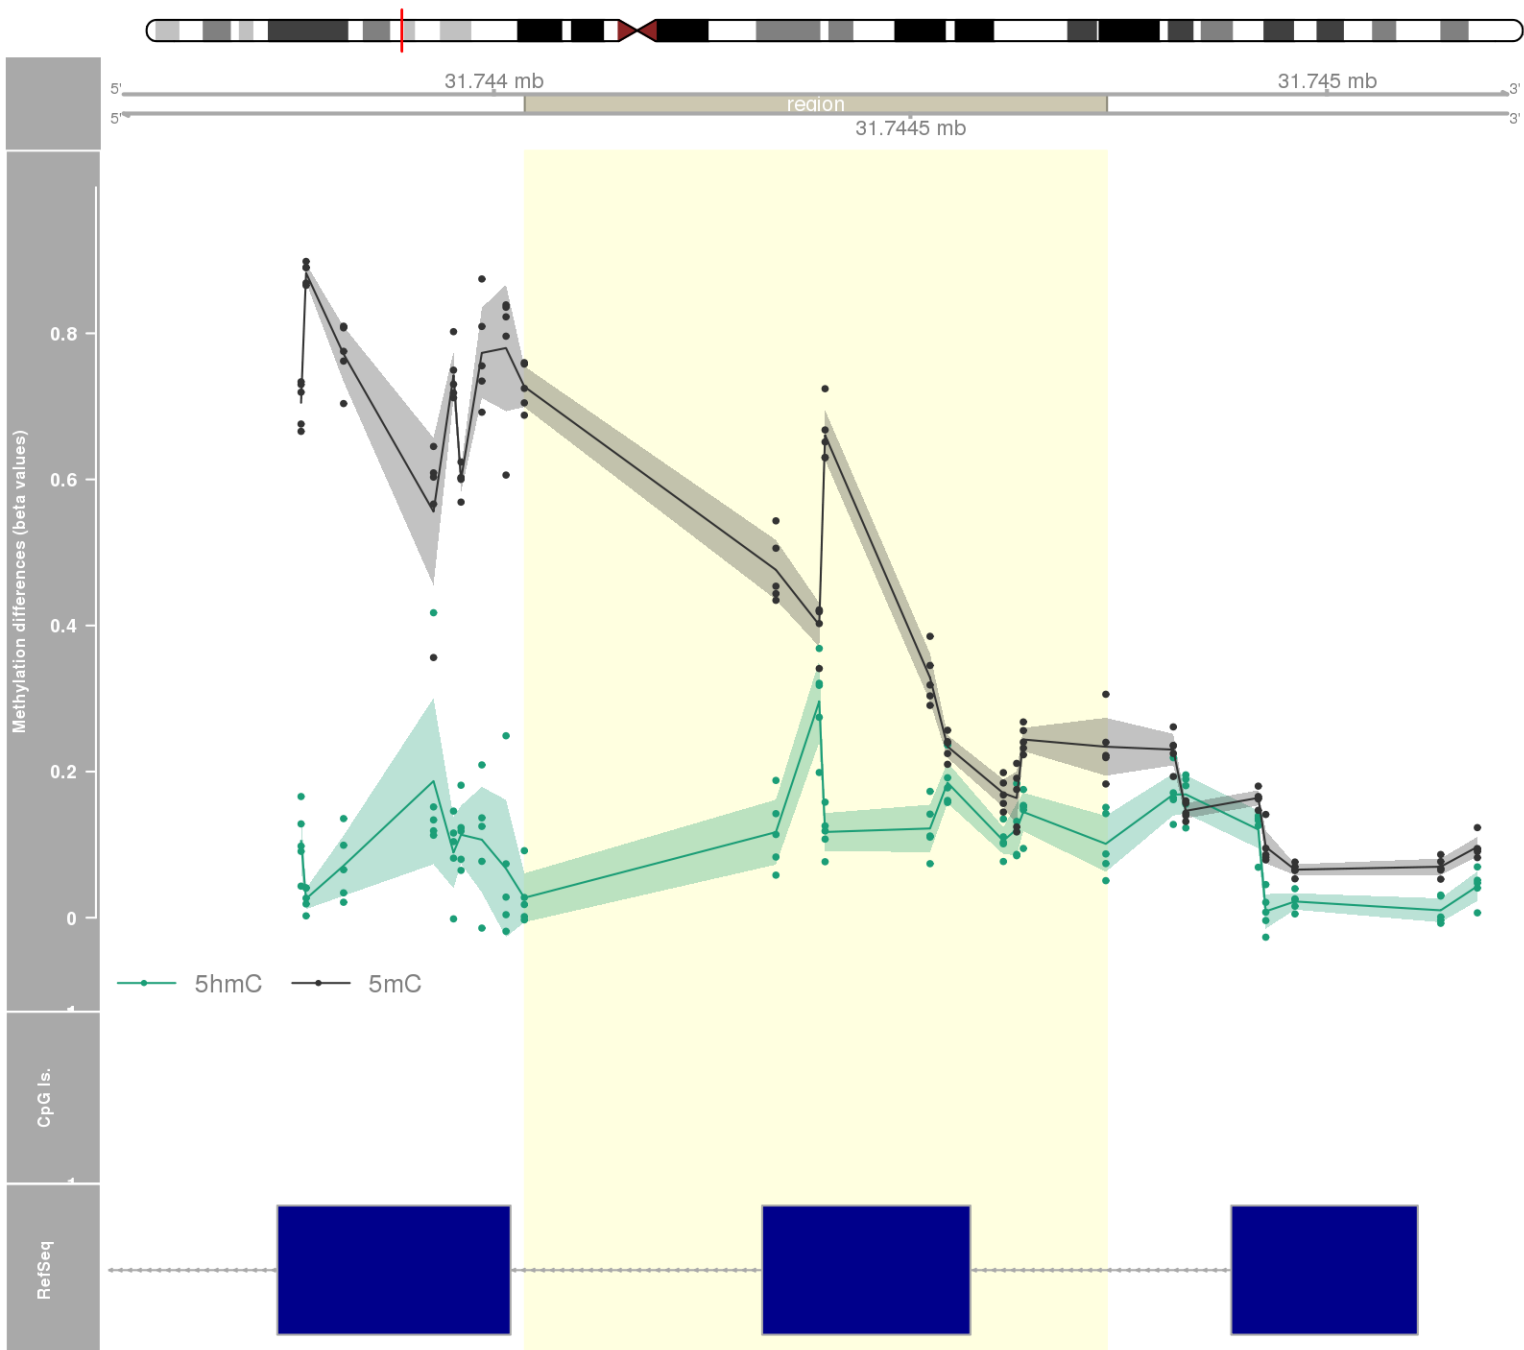 31.744 mb
31.745 mb
5'
3'
region
5'
3'
31.7445 mb
Methylation differences (beta values)
0.8
0.6
0.4
0.2
0
5hmC
5mC
CpG Is.
RefSeq